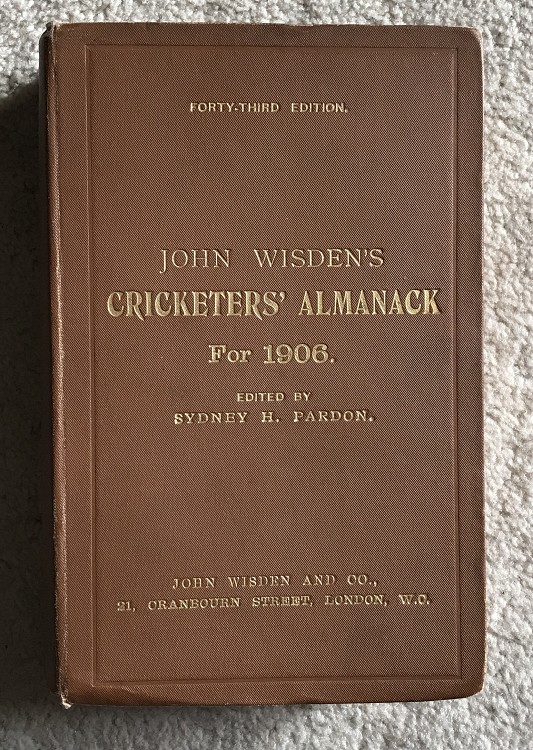 FORTY-THIRD EDITION.
JOHN WISDEN'S
CRICKETERS' ALMANACK
For 1906.
EDITED BY
SYDNEY H. PARDON.
JOHN WISDEN AND CO.,
21, CRANBOURN STREET, LONDON, W.C.